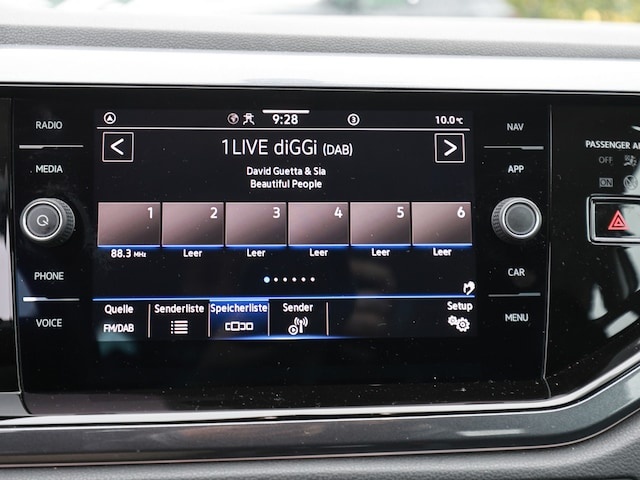 RADIO
MEDIA
PHONE
VOICE
9:28
3
10.0°C
1LIVE diGGi (DAB)
David Guetta & Sia
Beautiful People
1 2 3 4 5 6
88.3 MHz Leer Leer Leer Leer Leer
Quelle Senderliste Speicherliste Sender Setup
FM/DAB
NAV
APP
CAR
MENU
PASSENGER
OFF
ON